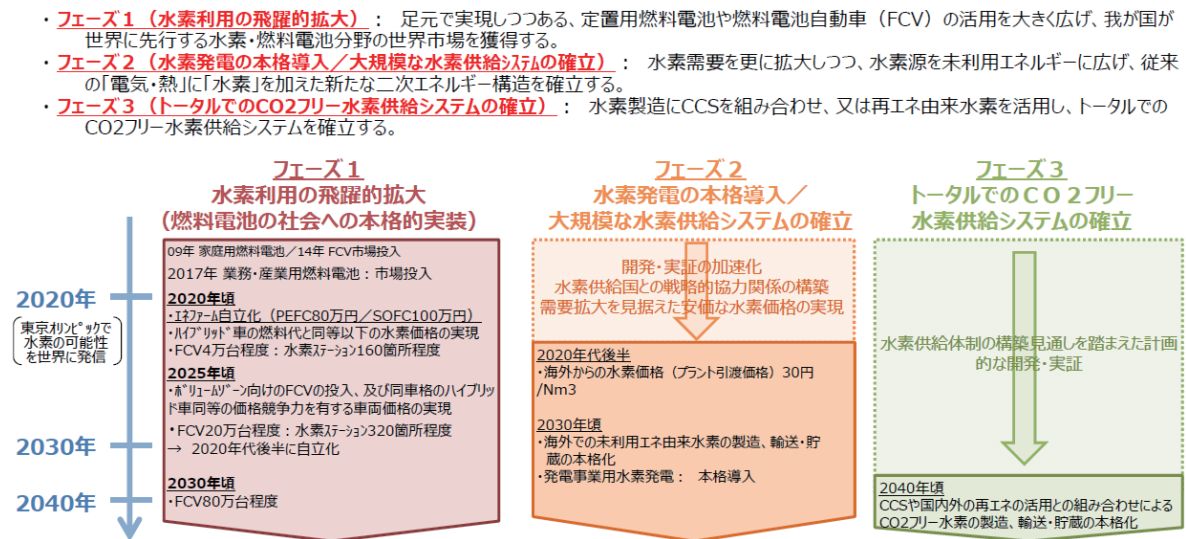 ・フェーズ１（水素利用の飛躍的拡大）： 足元で実現しつつある、定置用燃料電池や燃料電池自動車（FCV）の活用を大きく広げ、我が国が
世界に先行する水素・燃料電池分野の世界市場を獲得する。
・フェーズ２（水素発電の本格導入／大規模な水素供給システムの確立）： 水素需要を更に拡大しつつ、水素源を未利用エネルギーに広げ、従来
の「電気・熱」に「水素」を加えた新たな二次エネルギー構造を確立する。
・フェーズ３（トータルでのCO2フリー水素供給システムの確立）： 水素製造にCCSを組み合わせ、又は再エネ由来水素を活用し、トータルでの
CO2フリー水素供給システムを確立する。
フェーズ１
水素利用の飛躍的拡大
（燃料電池の社会への本格的実装）
09年 家庭用燃料電池／14年 FCV市場投入
2017年 業務・産業用燃料電池：市場投入
2020年頃
・ｴﾈﾌｧｰﾑ自立化（PEFC80万円／SOFC100万円）
・ﾊｲﾌﾞﾘｯﾄﾞ車の燃料代と同等以下の水素価格の実現
・FCV4万台程度：水素ｽﾃｰｼｮﾝ160箇所程度
2025年頃
・ﾎﾞﾘｭｰﾑｿﾞｰﾝ向けのFCVの投入、及び同車格のハイブリッ
ド車同等の価格競争力を有する車両価格の実現
・FCV20万台程度：水素ｽﾃｰｼｮﾝ320箇所程度
→ 2020年代後半に自立化
2030年頃
・FCV80万台程度
フェーズ２
水素発電の本格導入／
大規模な水素供給システムの確立
開発・実証の加速化
水素供給国との戦略的協力関係の構築
需要拡大を見据えた安価な水素価格の実現
2020年代後半
・海外からの水素価格（プラント引渡価格）30円
/Nm3
2030年頃
・海外での未利用エネ由来水素の製造、輸送・貯
蔵の本格化
・発電事業用水素発電： 本格導入
フェーズ３
トータルでのＣＯ２フリー
水素供給システムの確立
水素供給体制の構築見通しを踏まえた計画
的な開発・実証
2040年頃
CCSや国内外の再エネの活用との組み合わせによる
CO2フリー水素の製造、輸送・貯蔵の本格化
2020年
東京ｵﾘﾝﾋﾟｯｸで
水素の可能性
を世界に発信
2030年
2040年